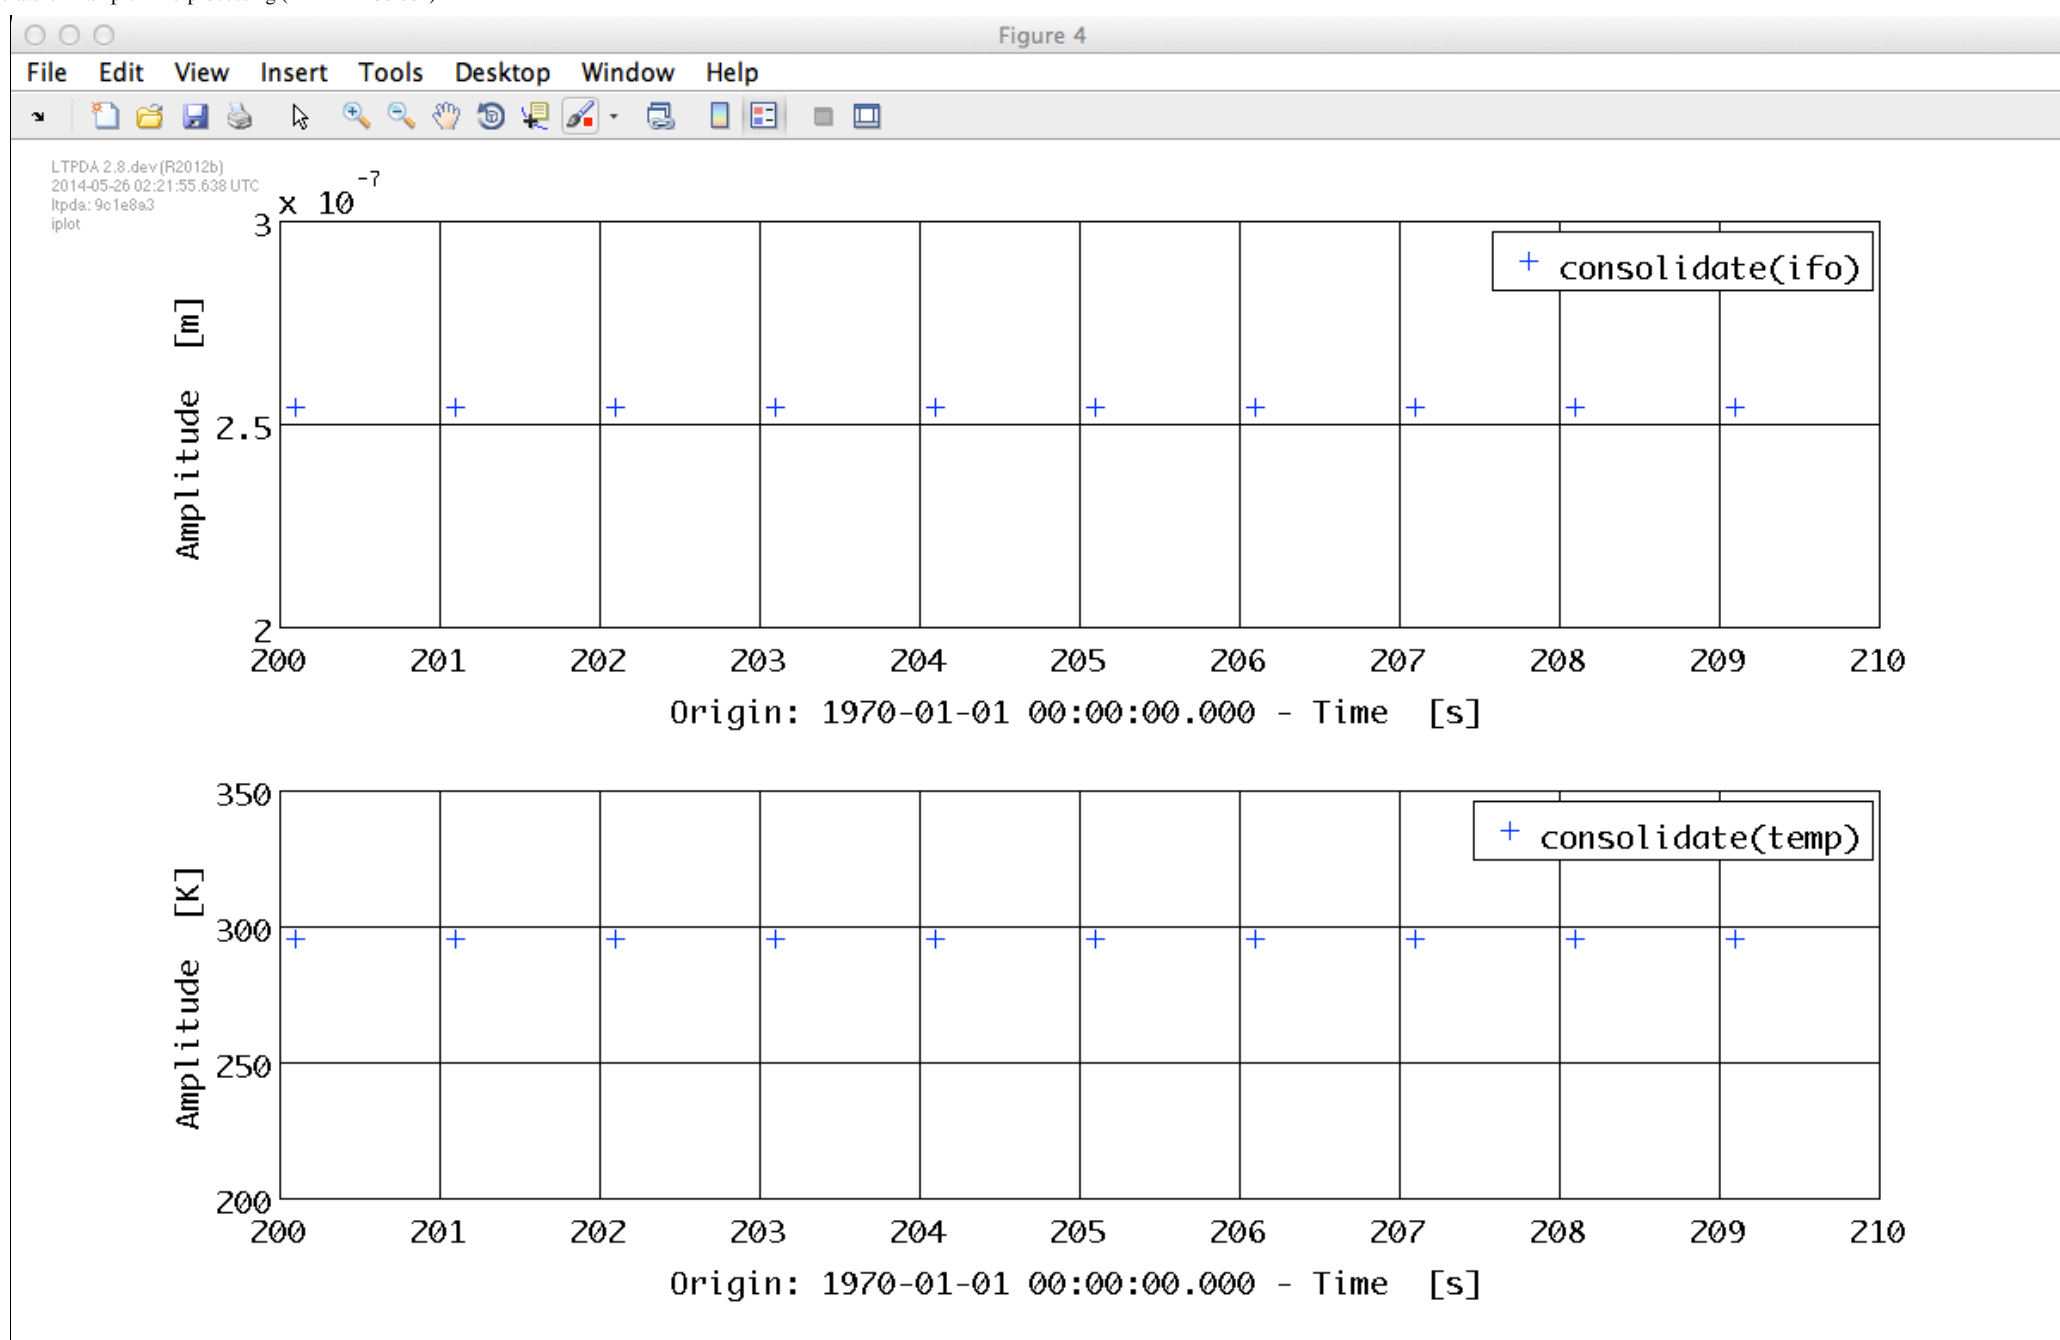 Figure 4
File Edit View Insert Tools Desktop Window Help
LTPDA 2.8.dev (R2012b)
2014-05-26 02:21:55.638 UTC
ltpda: 9c1e8a3
iplot
x 10^-7
3
2.5
2
Amplitude [m]
consolidate(ifo)
200 201 202 203 204 205 206 207 208 209 210
Origin: 1970-01-01 00:00:00.000 - Time [s]
350
300
250
200
Amplitude [K]
consolidate(temp)
200 201 202 203 204 205 206 207 208 209 210
Origin: 1970-01-01 00:00:00.000 - Time [s]